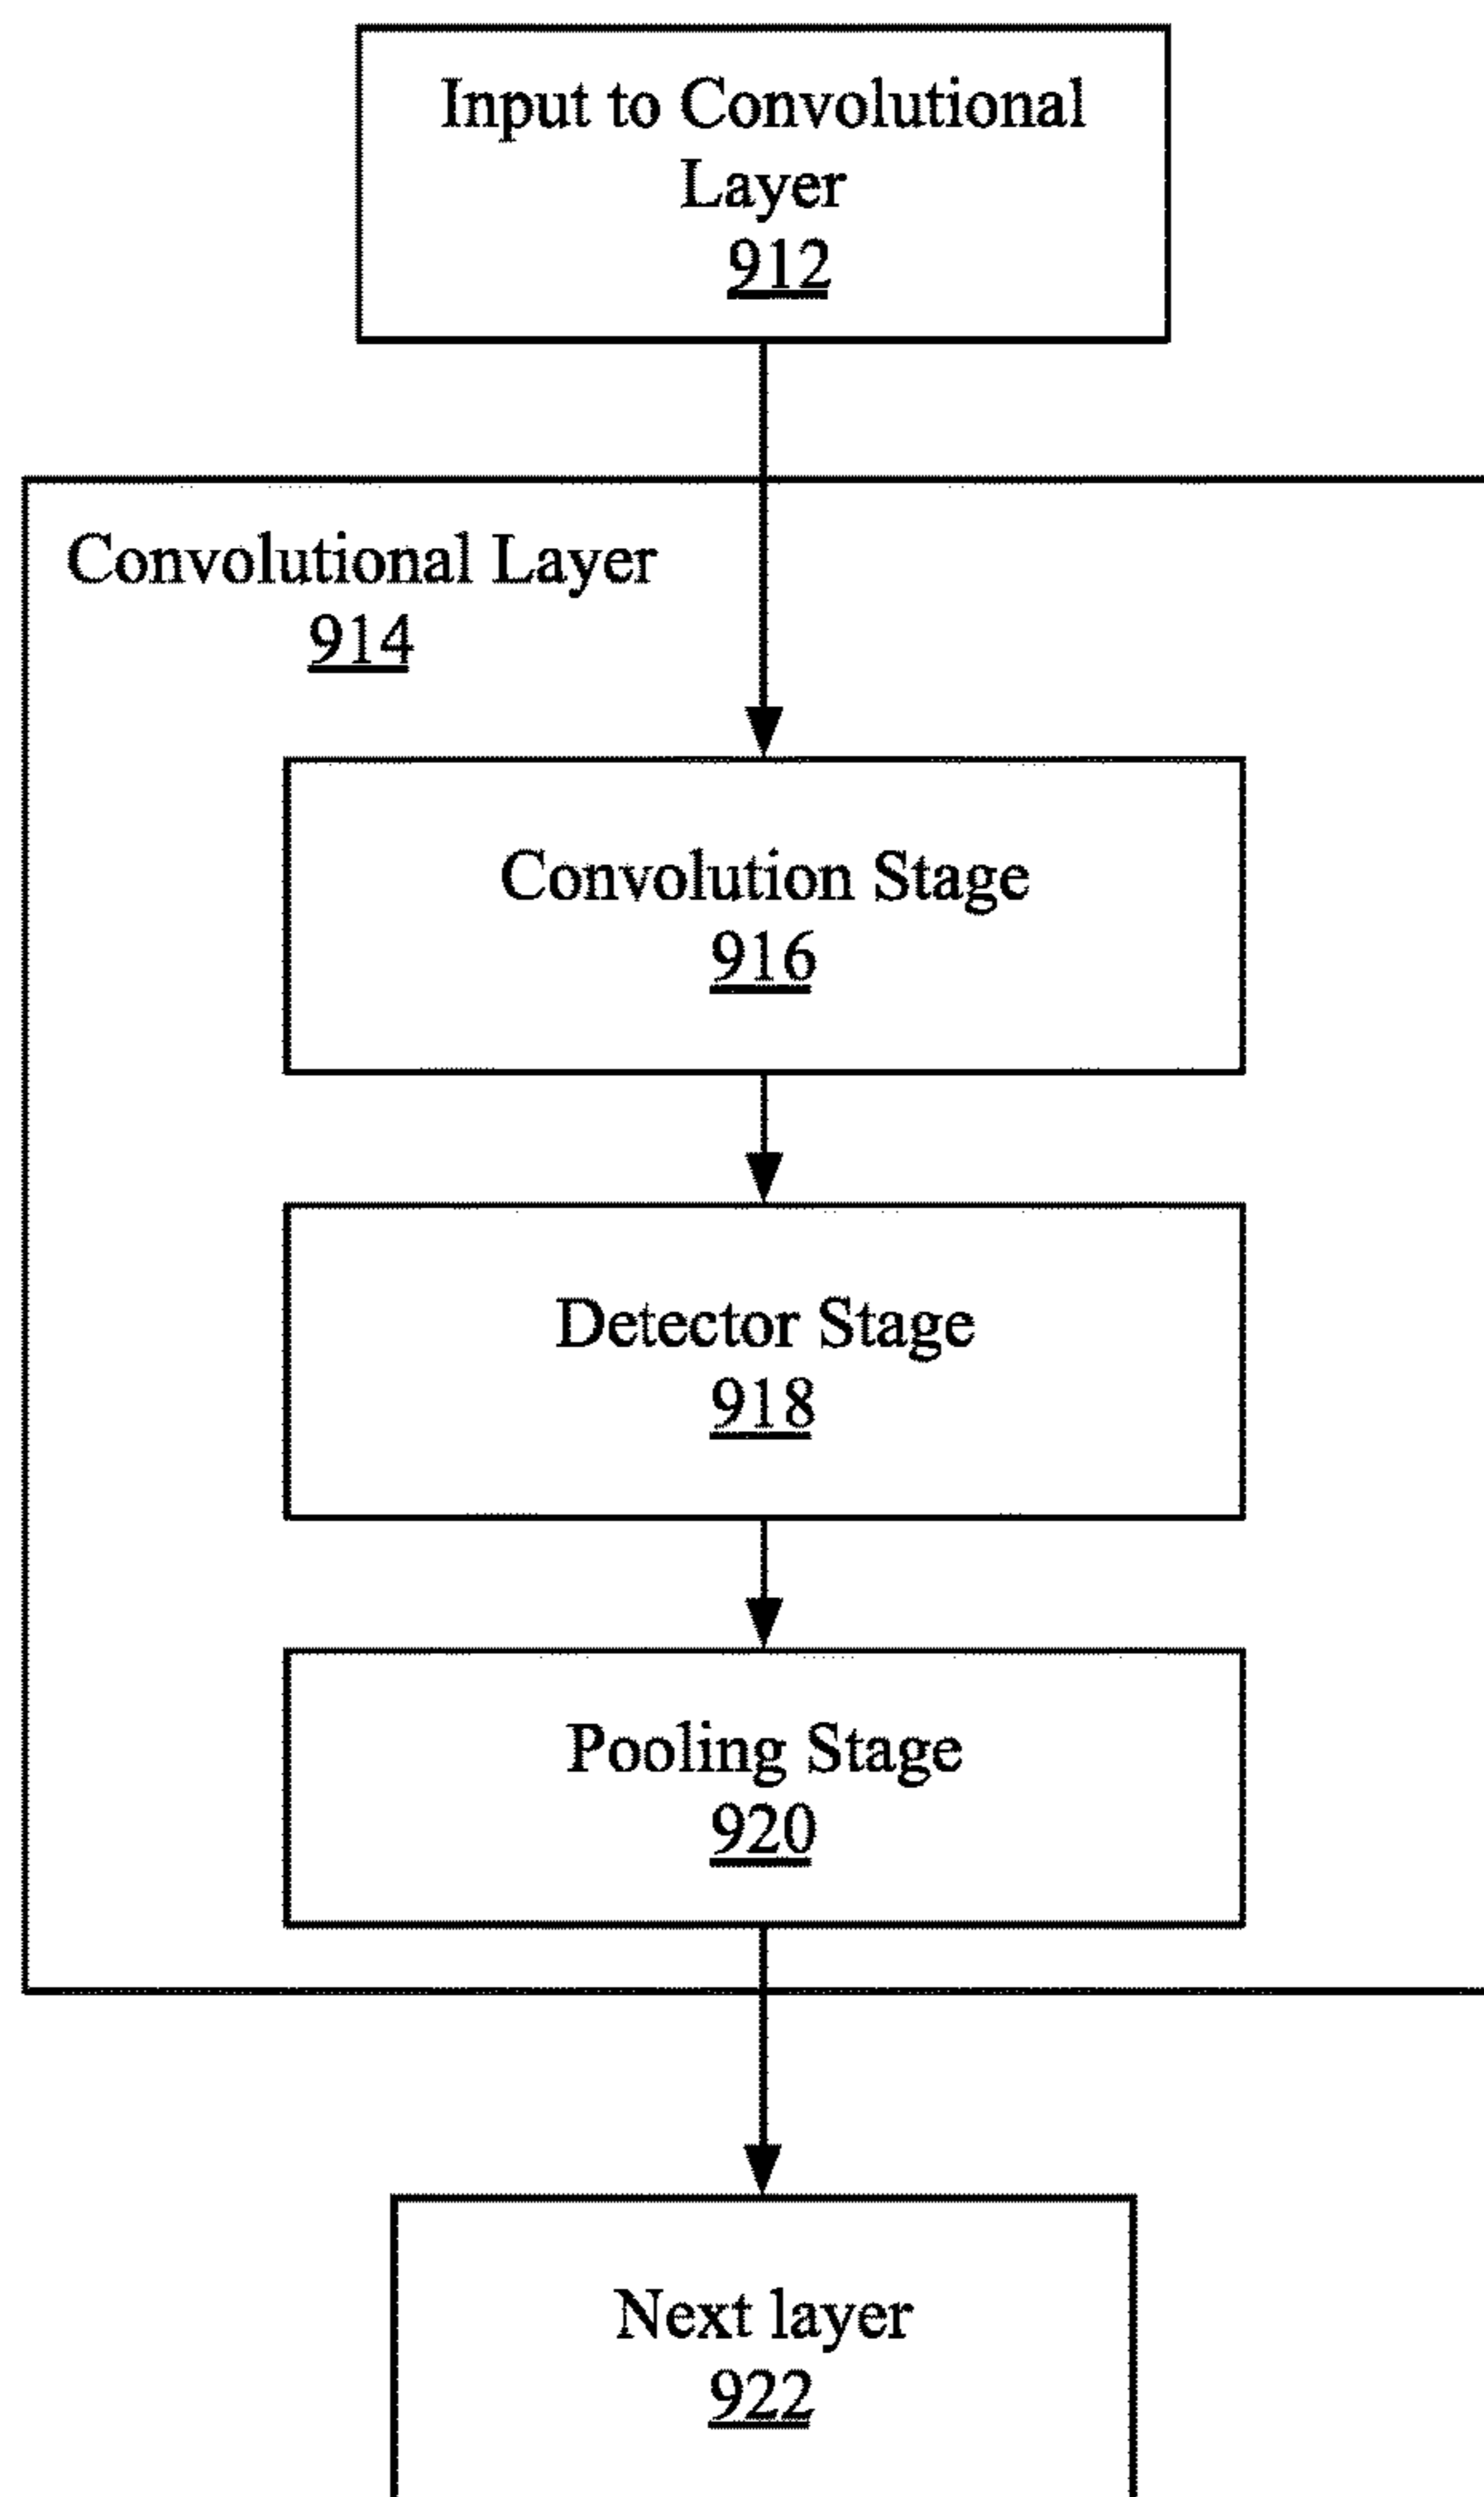 Input to Convolutional
Layer
912
Convolutional Layer
914
Convolution Stage
916
Detector Stage
918
Pooling Stage
920
Next layer
922